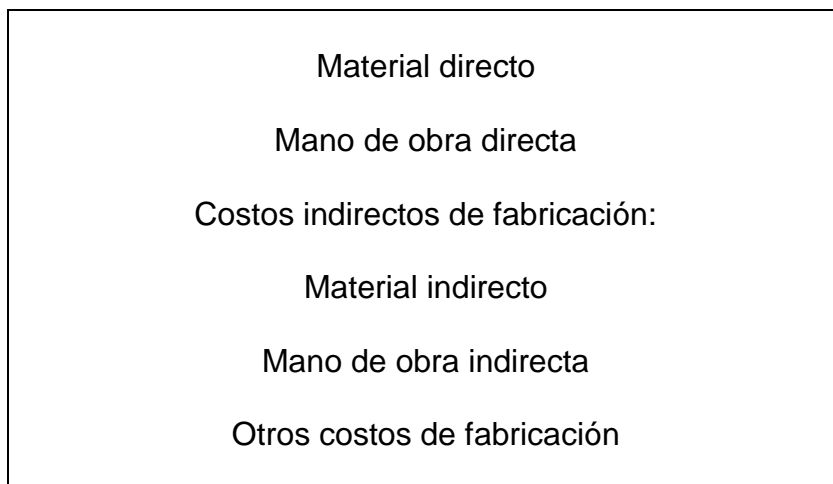 Material directo
Mano de obra directa
Costos indirectos de fabricación:
Material indirecto
Mano de obra indirecta
Otros costos de fabricación